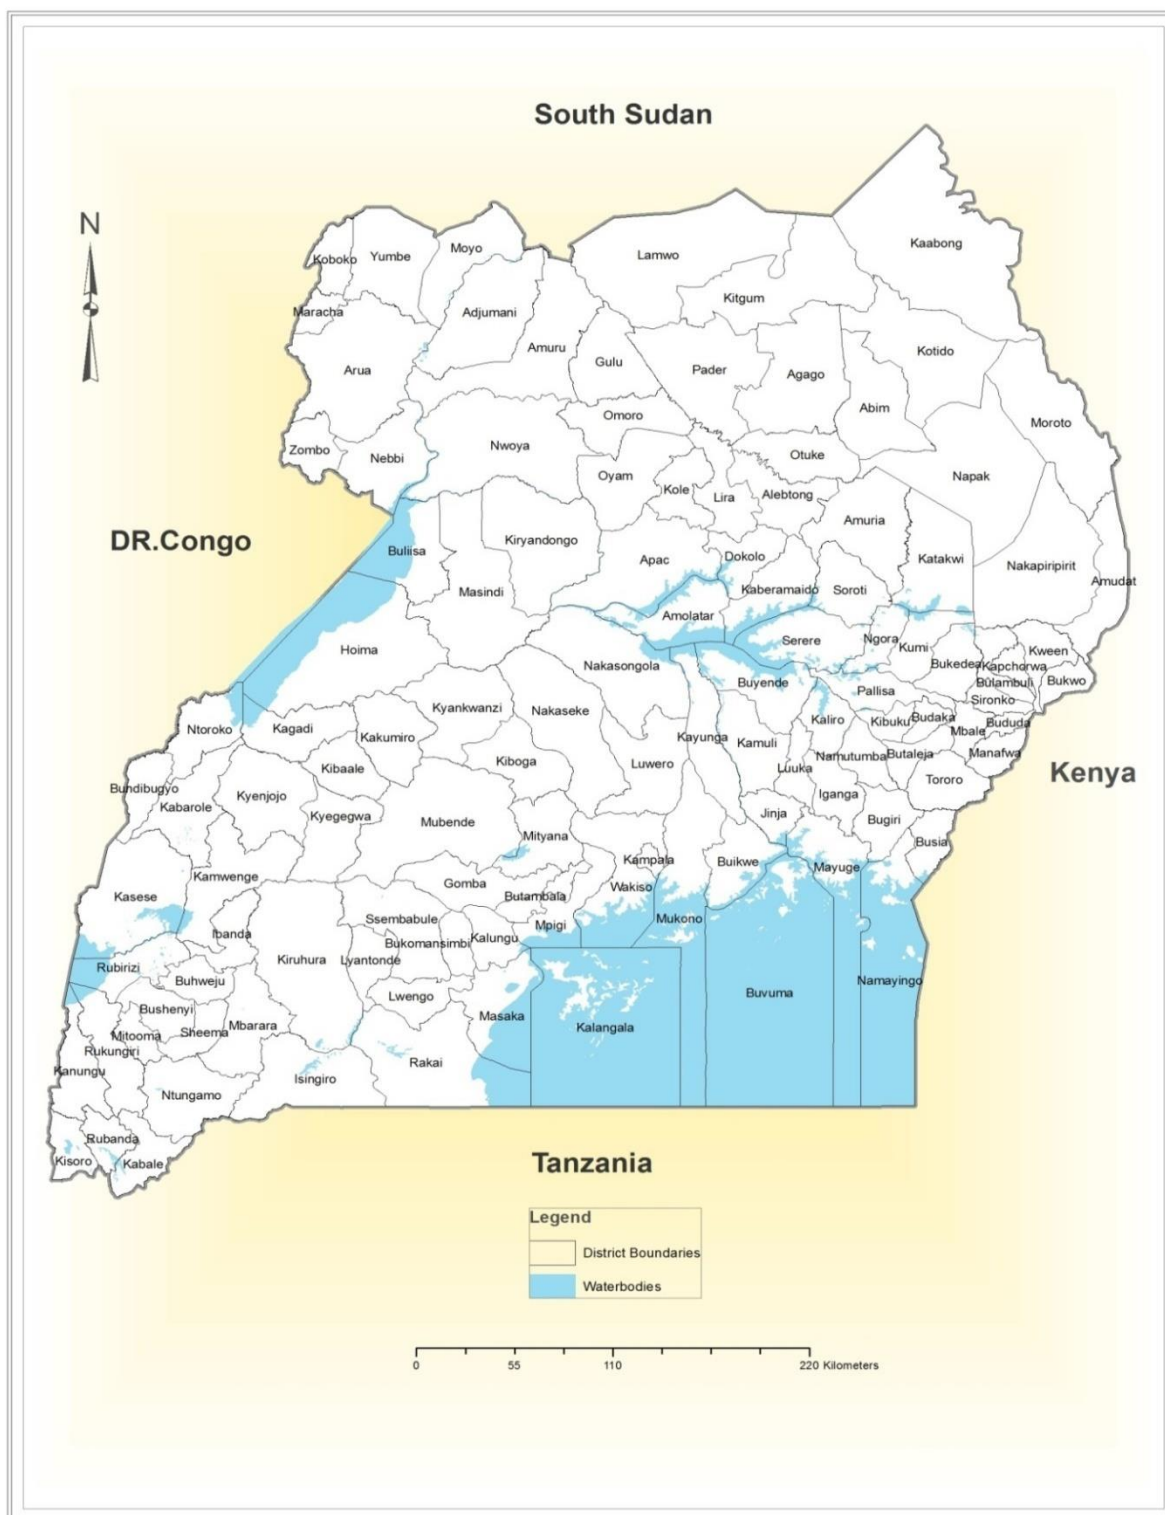 South Sudan
N
Kaabong
Moyo
Koboko
Yumbe
Lamwo
Kitgum
Maracha
Adjumani
Amuru
Kotido
Arua
Gulu
Pader
Agago
Abim
Omoro
Moroto
Zombo
Nebbi
Nwoya
Otuke
Oyam
Kole
Lira
Alebtong
Napak
DR.Congo
Kiryandongo
Amuria
Buliisa
Apac
Dokolo
Katakwi
Nakapiripirit
Amudat
Masindi
Kaberamaido
Soroti
Amolatar
Hoima
Serere
Ngora
Kumi
Kween
Nakasongola
Bukedea
Kapchorwa
Buyende
Bulambuli
Bukwo
Pallisa
Sironko
Kyankwanzi
Nakaseke
Ntoroko
Kagadi
Kakumiro
Kayunga
Kamuli
Kaliro
Kibuku
Budaka
Bududa
Mbale
Kibaale
Kiboga
Luwero
Luuka
Namutumba
Butaleja
Manafwa
Kenya
Bundibugyo
Kabarole
Kyenjojo
Tororo
Iganga
Kyegegwa
Mubende
Jinja
Bugiri
Mityana
Busia
Kamwenge
Kampala
Buikwe
Mayuge
Kasese
Gomba
Butambala
Wakiso
Ssembabule
Mpigi
Mukono
Ibanda
Bukomansimbi
Kalungu
Rubirizi
Kiruhura
Lyantonde
Buhweju
Namayingo
Lwengo
Buvuma
Bushenyi
Masaka
Kalangala
Mitooma
Sheema
Mbarara
Rukungiri
Rakai
Kanungu
Isingiro
Ntungamo
Rubanda
Kisoro
Kabale
Tanzania
Legend
District Boundaries
Waterbodies
0 55 110 220 Kilometers